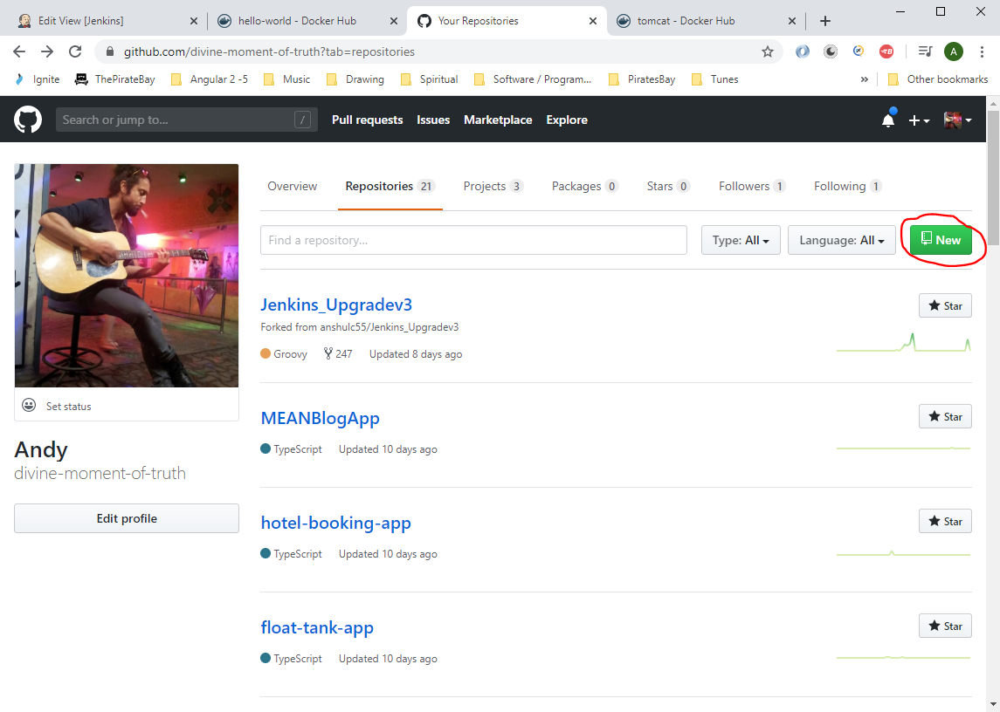 Edit View [Jenkins]
hello-world - Docker Hub
Your Repositories
tomcat - Docker Hub
github.com/divine-moment-of-truth?tab=repositories
A
Ignite ThePirateBay Angular 2 -5 Music Drawing Spiritual Software / Program... PiratesBay Tunes » Other bookmarks
Search or jump to... / Pull requests Issues Marketplace Explore
Overview Repositories 21 Projects 3 Packages 0 Stars 0 Followers 1 Following 1
Find a repository... Type: All Language: All New
Jenkins_Upgradev3 Star
Forked from anshulc55/Jenkins_Upgradev3
Groovy 247 Updated 8 days ago
Set status
MEANBlogApp Star
TypeScript Updated 10 days ago
Andy
divine-moment-of-truth
Edit profile
hotel-booking-app Star
TypeScript Updated 10 days ago
float-tank-app Star
TypeScript Updated 10 days ago